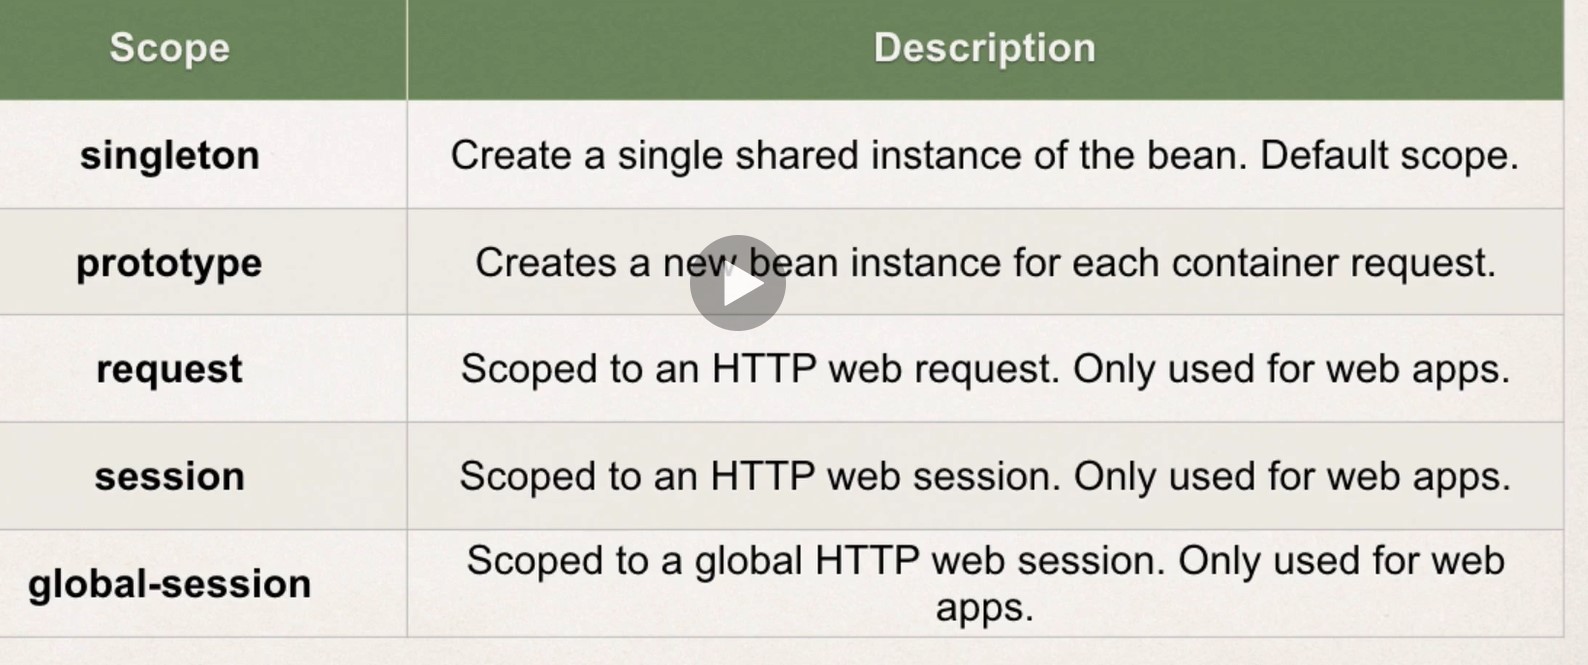 Scope Description
singleton Create a single shared instance of the bean. Default scope.
prototype Creates a new bean instance for each container request.
request Scoped to an HTTP web request. Only used for web apps.
session Scoped to an HTTP web session. Only used for web apps.
global-session Scoped to a global HTTP web session. Only used for web
apps.